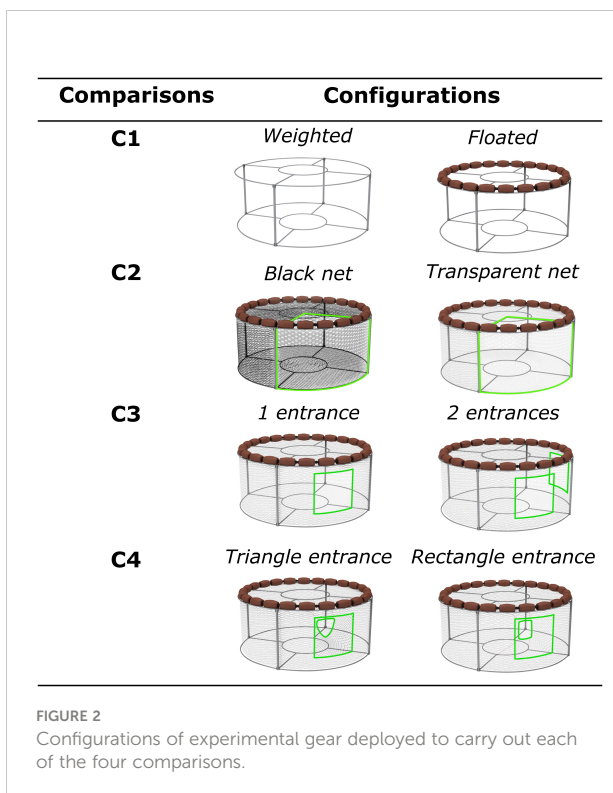 Comparisons Configurations
C1 Weighted Floated
C2 Black net Transparent net
C3 1 entrance 2 entrances
C4 Triangle entrance Rectangle entrance
FIGURE 2
Configurations of experimental gear deployed to carry out each
of the four comparisons.